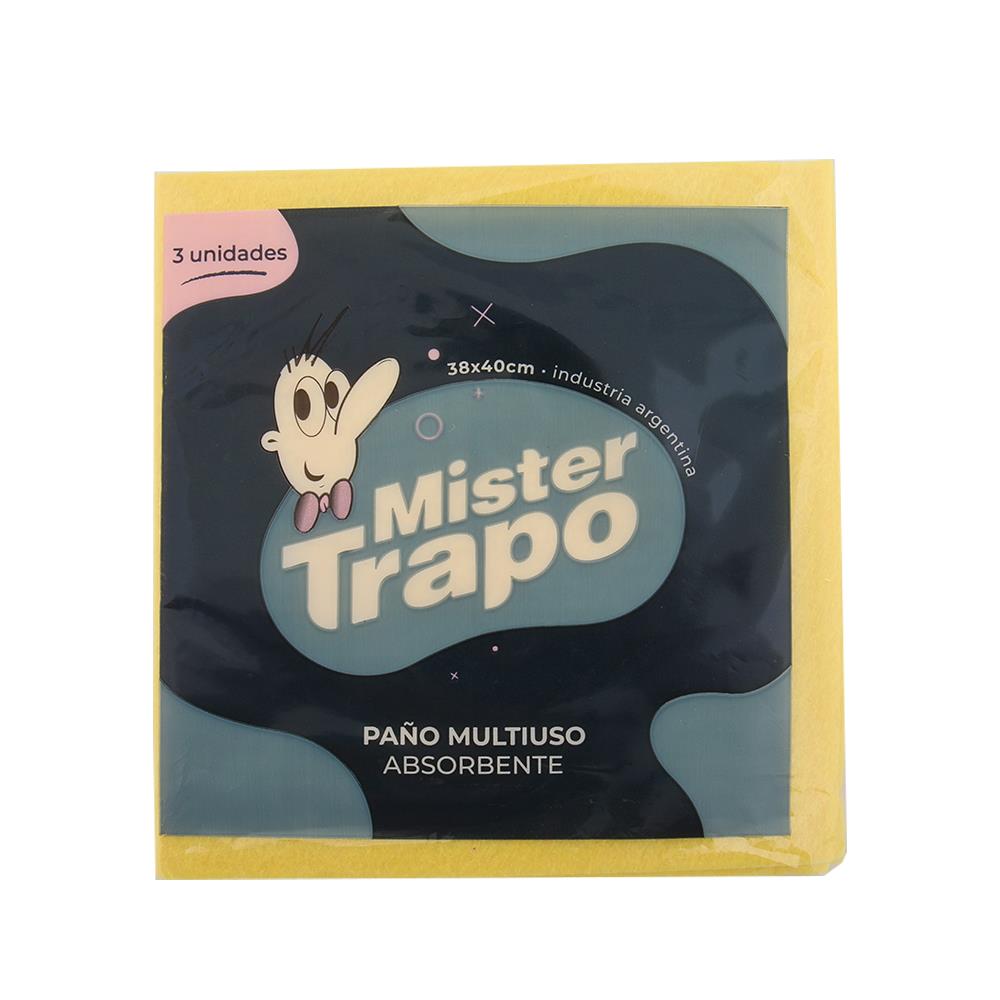 3 unidades
38x40cm · industria argentina
Mister
Trapo
PAÑO MULTIUSO
ABSORBENTE